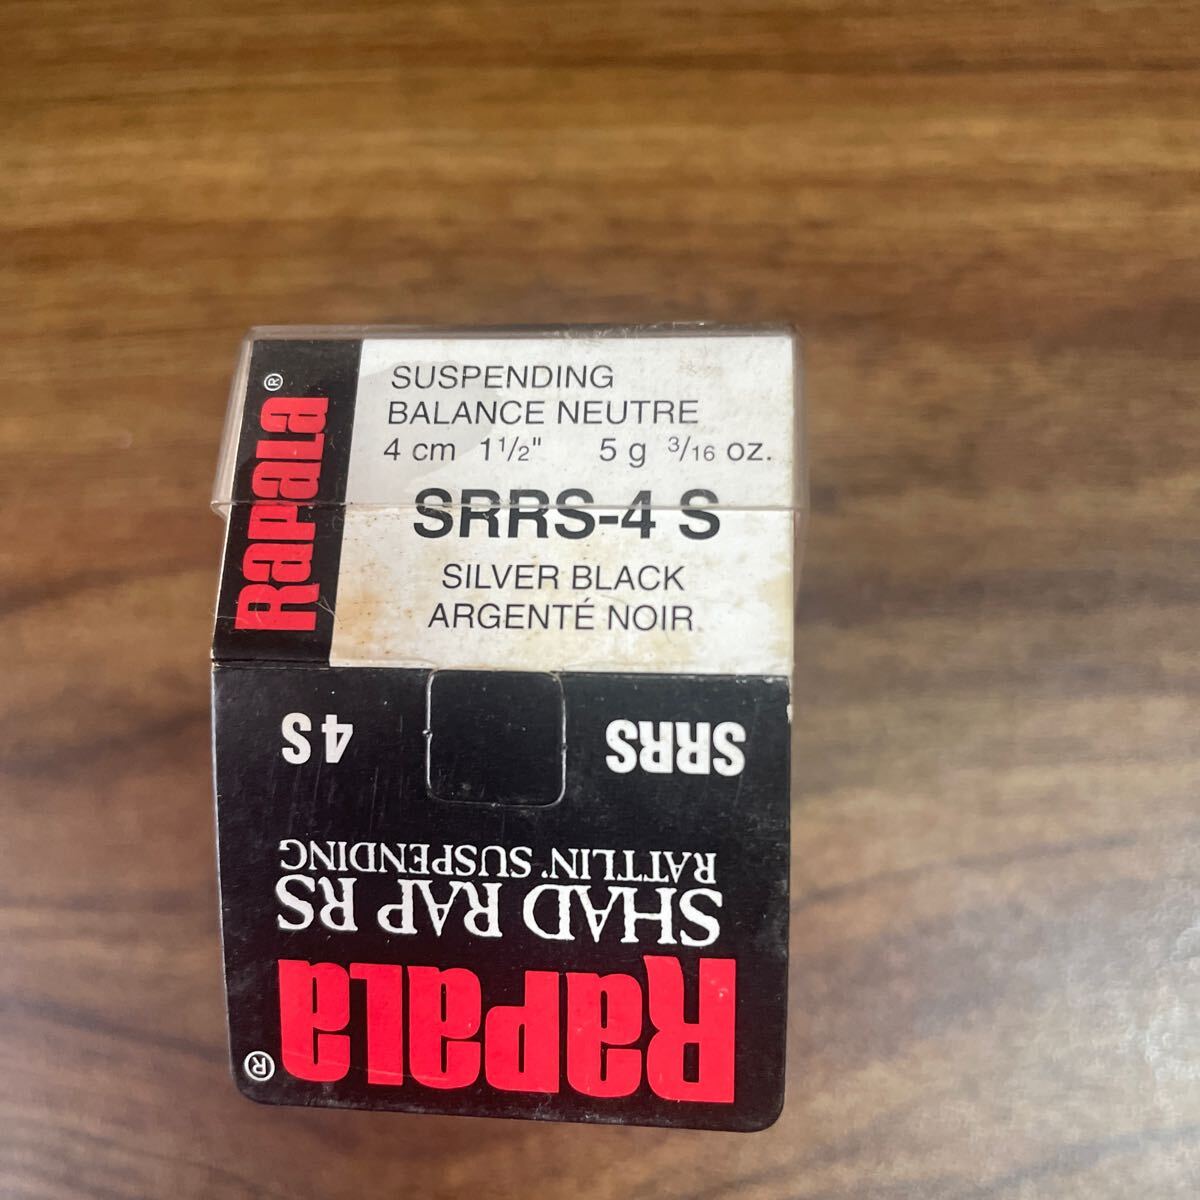 Rapala®
SUSPENDING
BALANCE NEUTRE
4 cm 1 1/2" 5 g 3/16 oz.
SRRS-4 S
SILVER BLACK
ARGENTÉ NOIR
Rapala®
SHAD RAP RS
RATTLIN' SUSPENDING
SRRS 4 S